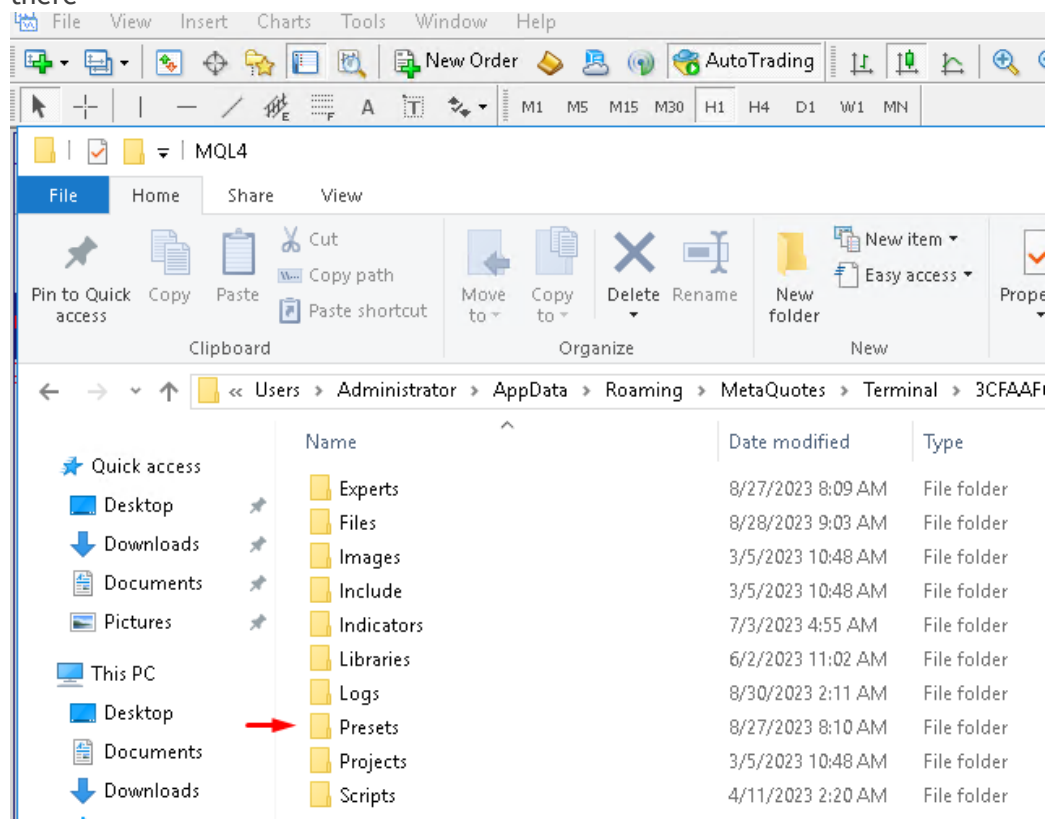 there
File View Insert Charts Tools Window Help
New Order AutoTrading
A T M1 M5 M15 M30 H1 H4 D1 W1 MN
MQL4
File Home Share View
Cut
Copy path
Paste shortcut
Pin to Quick access
Copy
Paste
Move to
Copy to
Delete
Rename
New folder
New item
Easy access
Clipboard Organize New
« Users > Administrator > AppData > Roaming > MetaQuotes > Terminal >
Name Date modified Type
Quick access
Desktop
Downloads
Documents
Pictures
This PC
Desktop
Documents
Downloads
Experts 8/27/2023 8:09 AM File folder
Files 8/28/2023 9:03 AM File folder
Images 3/5/2023 10:48 AM File folder
Include 3/5/2023 10:48 AM File folder
Indicators 7/3/2023 4:55 AM File folder
Libraries 6/2/2023 11:02 AM File folder
Logs 8/30/2023 2:11 AM File folder
Presets 8/27/2023 8:10 AM File folder
Projects 3/5/2023 10:48 AM File folder
Scripts 4/11/2023 2:20 AM File folder